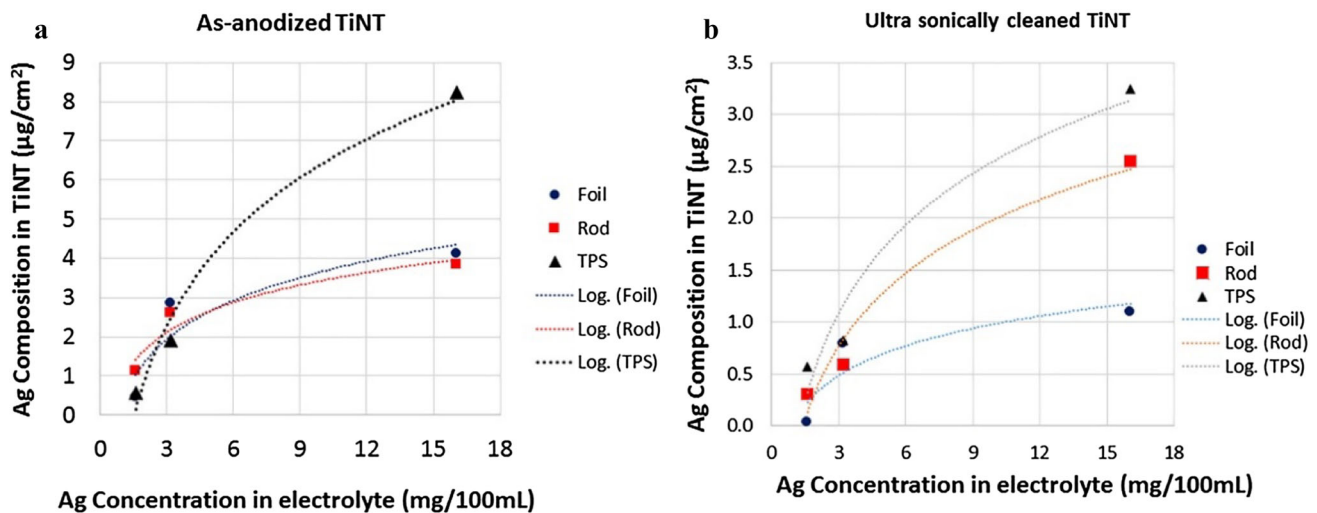 a
As-anodized TiNT
Ag Composition in TiNT (µg/cm²)
9
8
7
6
5
4
3
2
1
0
0 3 6 9 12 15 18
Ag Concentration in electrolyte (mg/100mL)
Foil
Rod
TPS
Log. (Foil)
Log. (Rod)
Log. (TPS)
b
Ultra sonically cleaned TiNT
Ag Composition in TiNT (µg/cm²)
3.5
3.0
2.5
2.0
1.5
1.0
0.5
0.0
0 3 6 9 12 15 18
Ag Concentration in electrolyte (mg/100mL)
Foil
Rod
TPS
Log. (Foil)
Log. (Rod)
Log. (TPS)